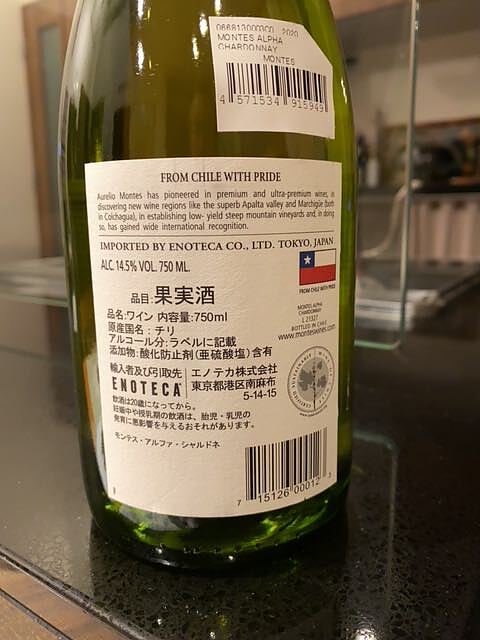 066813000300 2020
MONTES ALPHA
CHARDONNAY
MONTES
4 571534 915949
FROM CHILE WITH PRIDE
Aurelio Montes has pioneered in premium and ultra-premium wines, in
discovering new wine regions like the superb Apalta valley and Marchigüe (both
in Colchagua), in establishing low- yield steep mountain vineyards and, in doing
so, has gained wide international recognition.
IMPORTED BY ENOTECA CO., LTD. TOKYO, JAPAN
ALC. 14.5% VOL. 750 ML.
FROM CHILE WITH PRIDE
品目:果実酒
品名:ワイン 内容量:750ml
原産国名：チリ
アルコール分:ラベルに記載
添加物:酸化防止剤(亜硫酸塩)含有
MONTES ALPHA
CHARDONNAY
L 21327
BOTTLED IN CHILE
www.monteswines.com
輸入者及び引取先
ENOTECA
エノテカ株式会社
東京都港区南麻布
5-14-15
飲酒は20歳になってから。
妊娠中や授乳期の飲酒は、胎児・乳児の
発育に悪影響を与えるおそれがあります。
モンテス・アルファ・シャルドネ
7 15126 00012 3